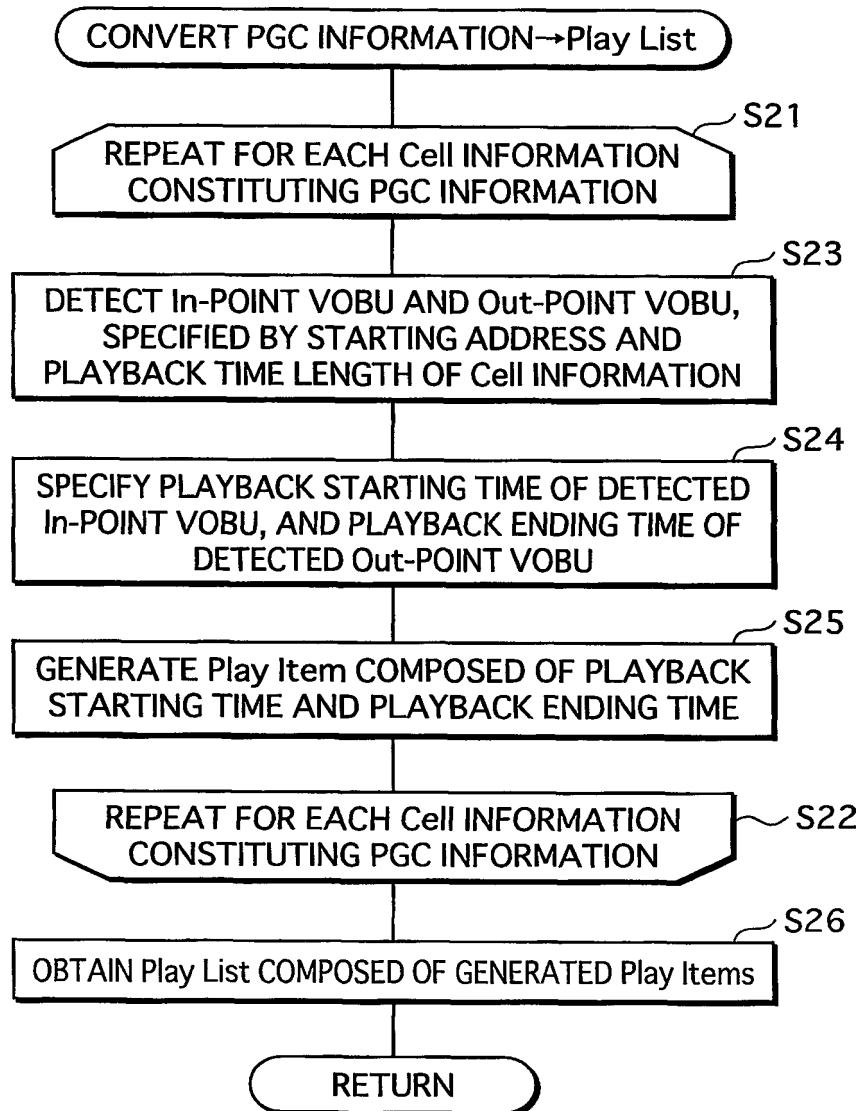 CONVERT PGC INFORMATION→Play List
S21
REPEAT FOR EACH Cell INFORMATION
CONSTITUTING PGC INFORMATION
S23
DETECT In-POINT VOBU AND Out-POINT VOBU,
SPECIFIED BY STARTING ADDRESS AND
PLAYBACK TIME LENGTH OF Cell INFORMATION
S24
SPECIFY PLAYBACK STARTING TIME OF DETECTED
In-POINT VOBU, AND PLAYBACK ENDING TIME OF
DETECTED Out-POINT VOBU
S25
GENERATE Play Item COMPOSED OF PLAYBACK
STARTING TIME AND PLAYBACK ENDING TIME
REPEAT FOR EACH Cell INFORMATION
CONSTITUTING PGC INFORMATION
S22
S26
OBTAIN Play List COMPOSED OF GENERATED Play Items
RETURN